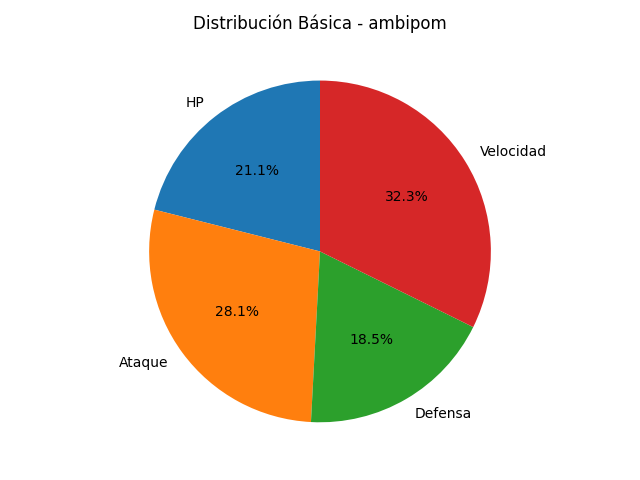 Distribución Básica - ambipom
HP
Velocidad
21.1%
32.3%
28.1%
18.5%
Ataque
Defensa